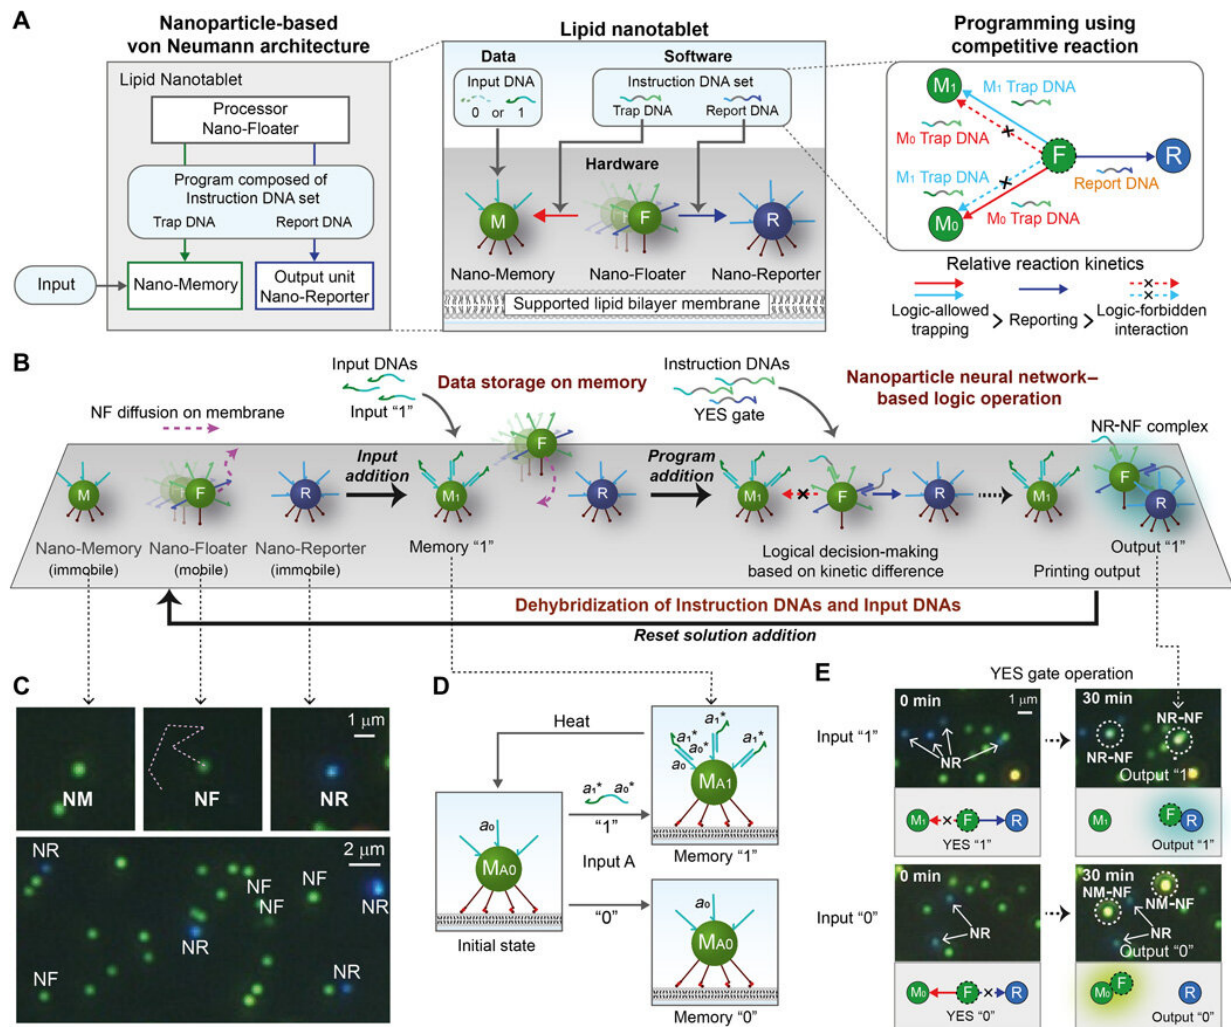 A
Nanoparticle-based
von Neumann architecture
Lipid Nanotablet
Processor
Nano-Floater
Program composed of
Instruction DNA set
Trap DNA
Report DNA
Input
Nano-Memory
Output unit
Nano-Reporter
Lipid nanotablet
Data
Software
Input DNA
0 or 1
Instruction DNA set
Trap DNA
Report DNA
Hardware
M
F
R
Nano-Memory
Nano-Floater
Nano-Reporter
Supported lipid bilayer membrane
Programming using
competitive reaction
M1
M1 Trap DNA
M0 Trap DNA
F
R
M1 Trap DNA
Report DNA
M0
M0 Trap DNA
Relative reaction kinetics
Logic-allowed
trapping
> Reporting >
Logic-forbidden
interaction
B
Input DNAs
Input “1”
Data storage on memory
Instruction DNAs
YES gate
Nanoparticle neural network–
based logic operation
NF diffusion on membrane
NR-NF complex
M
F
R
Input
addition
M1
F
R
Program
addition
M1
F
R
M1
F
R
Nano-Memory
(immobile)
Nano-Floater
(mobile)
Nano-Reporter
(immobile)
Memory “1”
Logical decision-making
based on kinetic difference
Printing output
Output “1”
Dehybridization of Instruction DNAs and Input DNAs
Reset solution addition
C
1 μm
NM
NF
NR
2 μm
NR
NF
NF
NF
NR
NR
NF
NR
D
Heat
a1*
a1*
a0*
a1*
a0
MA1
Memory “1”
a0
MA0
Initial state
a1* a0*
“1”
Input A
“0”
a0
MA0
Memory “0”
E
YES gate operation
Input “1”
0 min
1 μm
NR
30 min
NR-NF
NR-NF
Output “1”
M1
F
R
YES “1”
M1
F
R
Output “1”
Input “0”
0 min
NR
30 min
NM-NF
NM-NF
NR
Output “0”
M0
F
R
YES “0”
M0
F
R
Output “0”